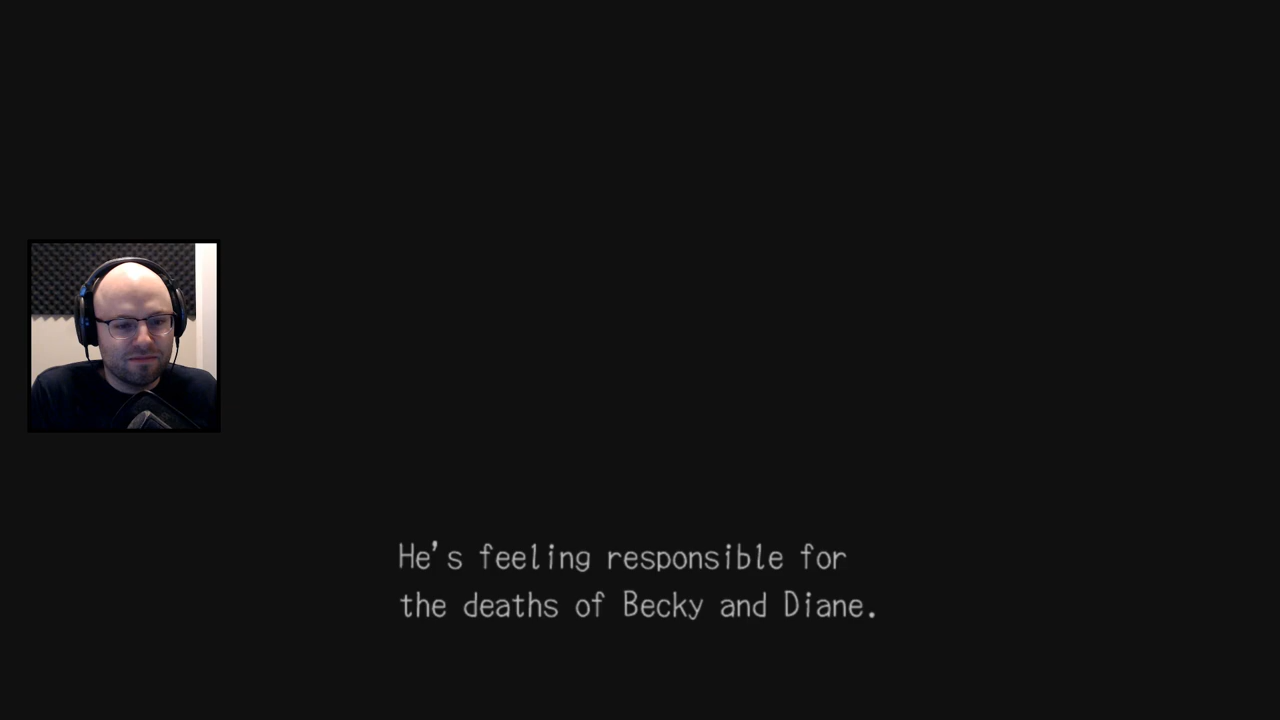 He's feeling responsible for
the deaths of Becky and Diane.